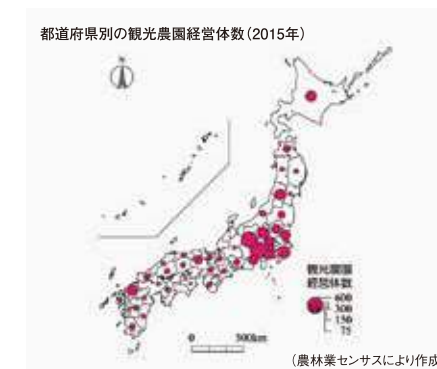 都道府県別の観光農園経営体数（2015年）
N
観光農園
経営体数
600
300
150
75
0 300km
（農林業センサスにより作成